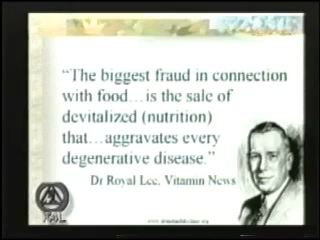 “The biggest fraud in connection
with food…is the sale of
devitalized (nutrition)
that…aggravates every
degenerative disease.”
Dr Royal Lee. Vitamin News